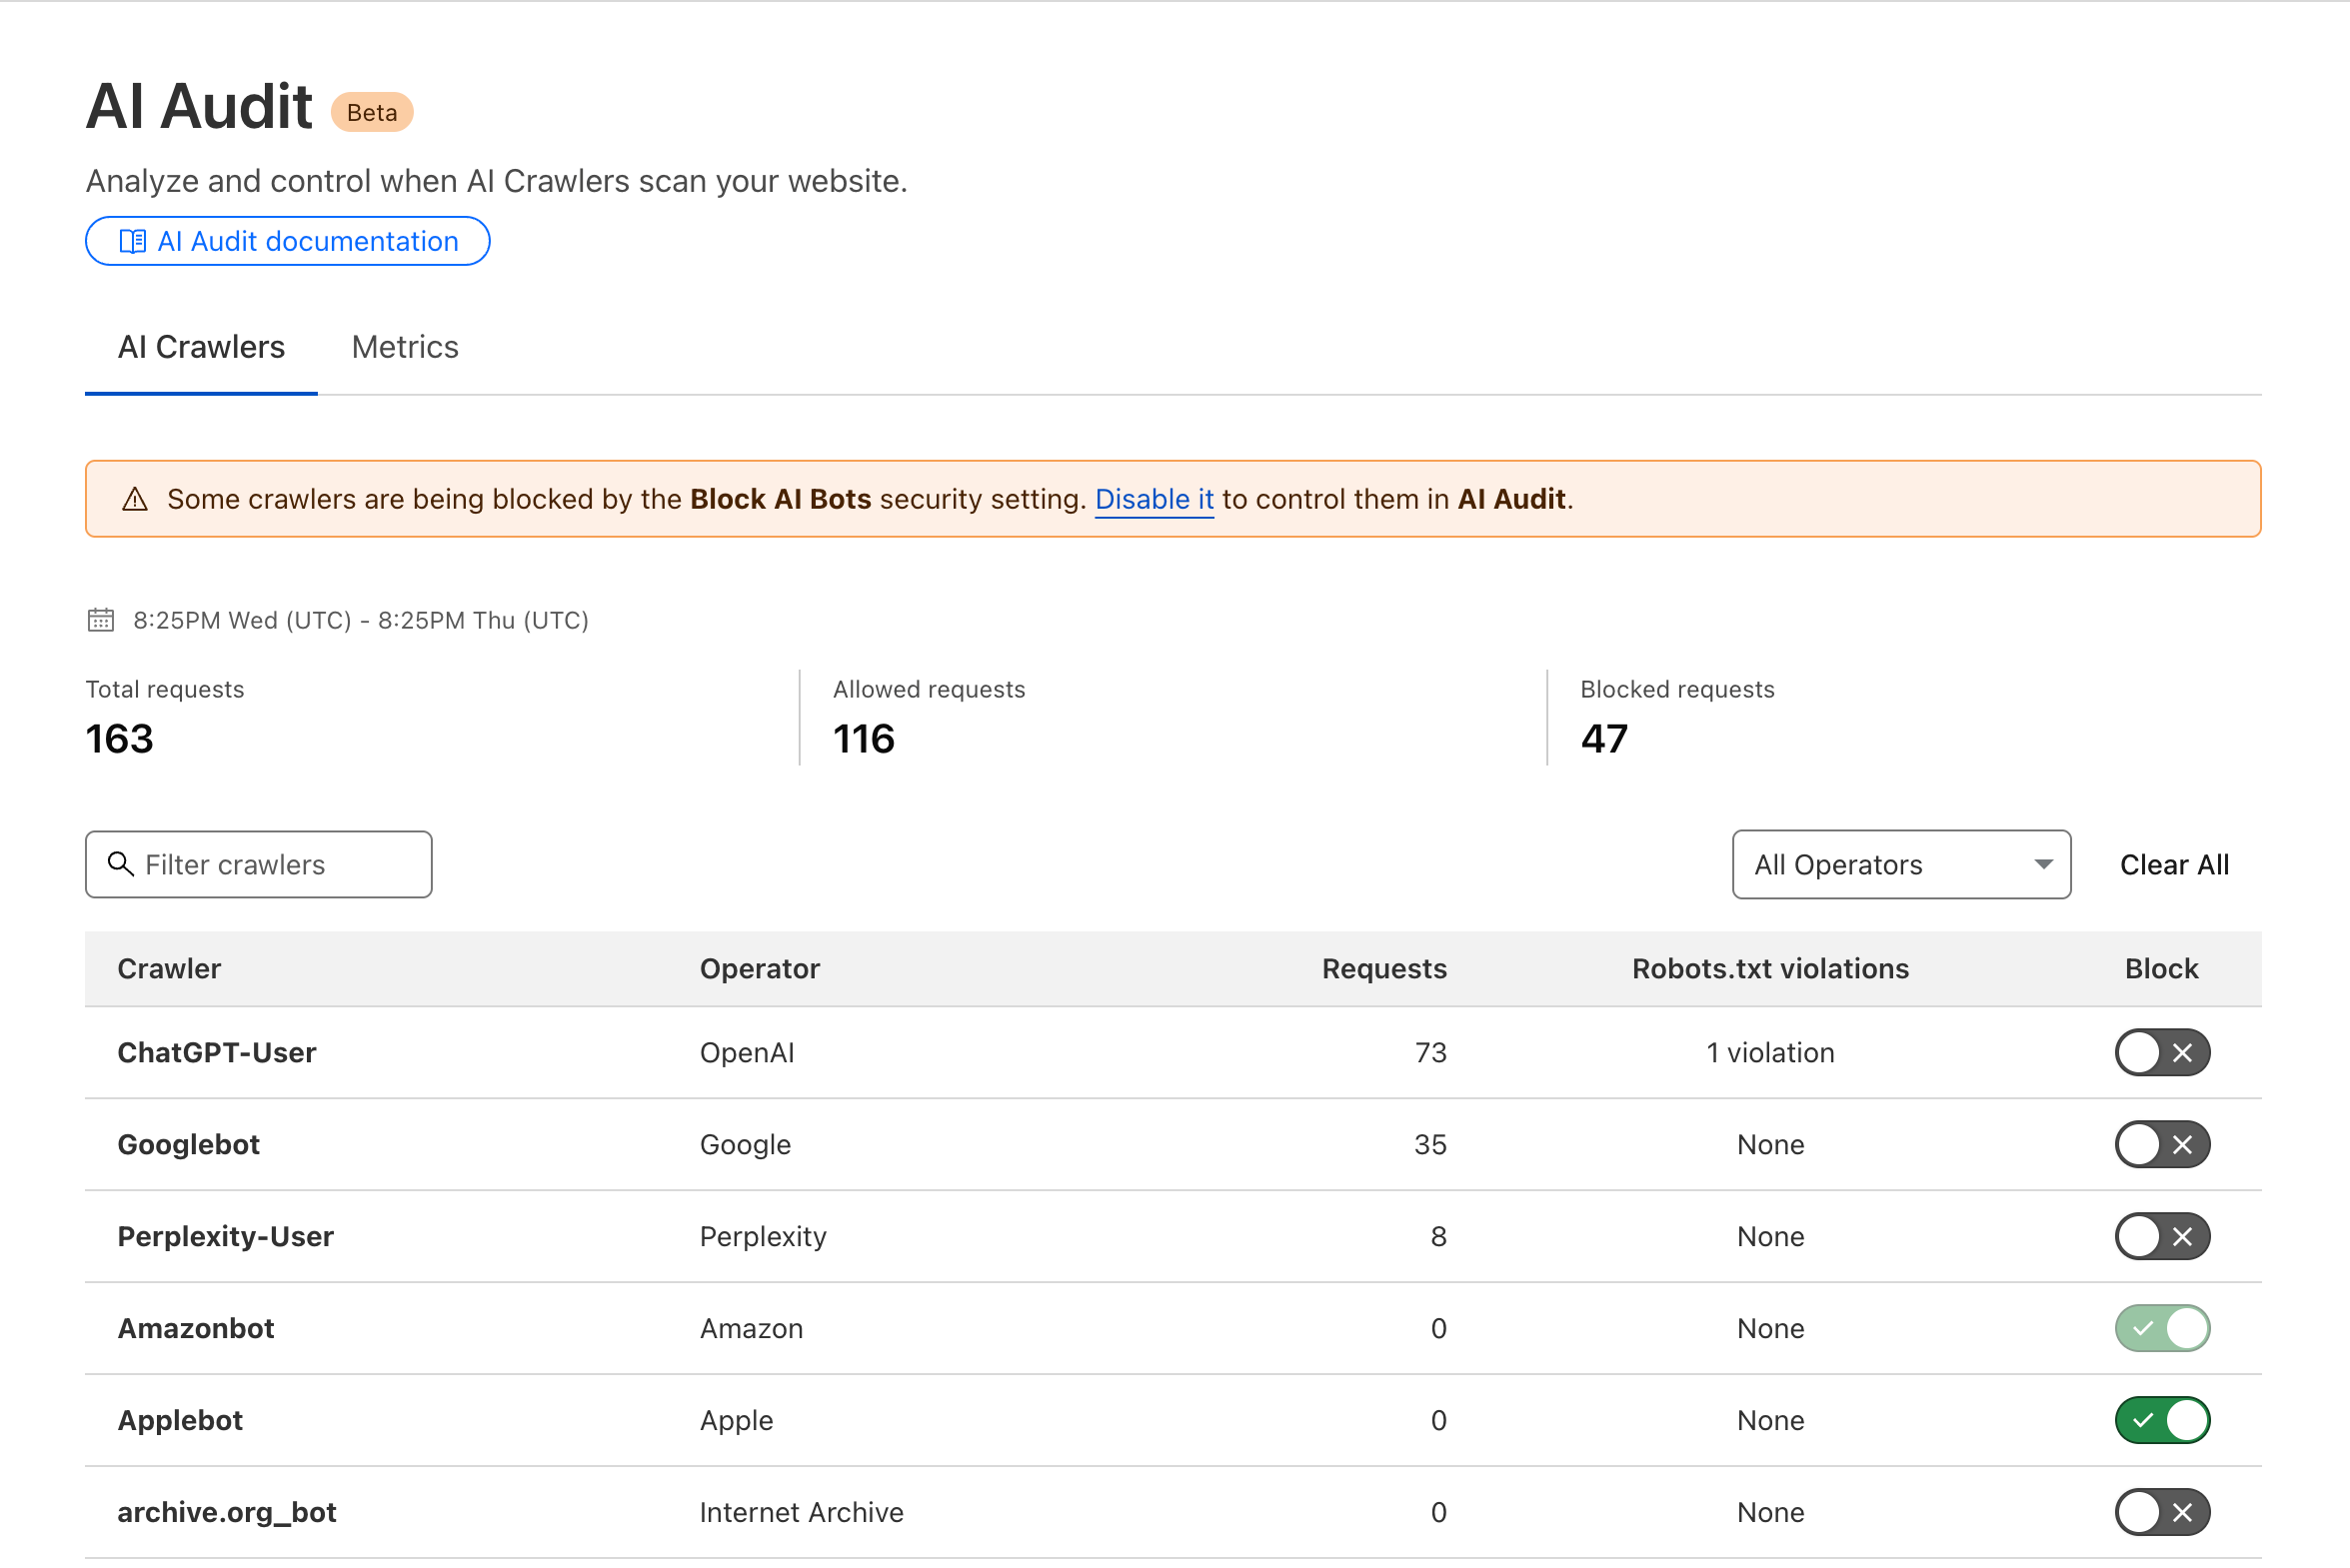 AI Audit Beta
Analyze and control when AI Crawlers scan your website.
AI Audit documentation
AI Crawlers Metrics
Some crawlers are being blocked by the Block AI Bots security setting. Disable it to control them in AI Audit.
8:25PM Wed (UTC) - 8:25PM Thu (UTC)
Total requests Allowed requests Blocked requests
163 116 47
Filter crawlers All Operators Clear All
Crawler Operator Requests Robots.txt violations Block
ChatGPT-User OpenAI 73 1 violation
Googlebot Google 35 None
Perplexity-User Perplexity 8 None
Amazonbot Amazon 0 None
Applebot Apple 0 None
archive.org_bot Internet Archive 0 None